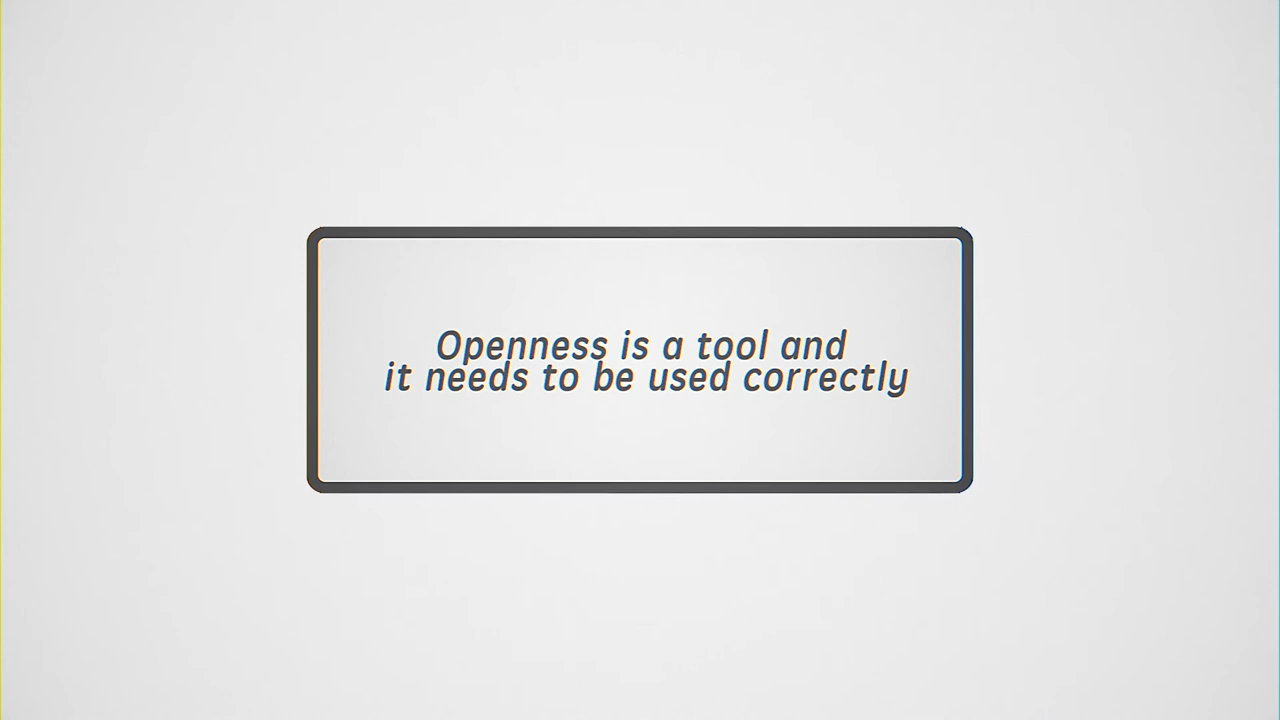 Openness is a tool and
it needs to be used correctly